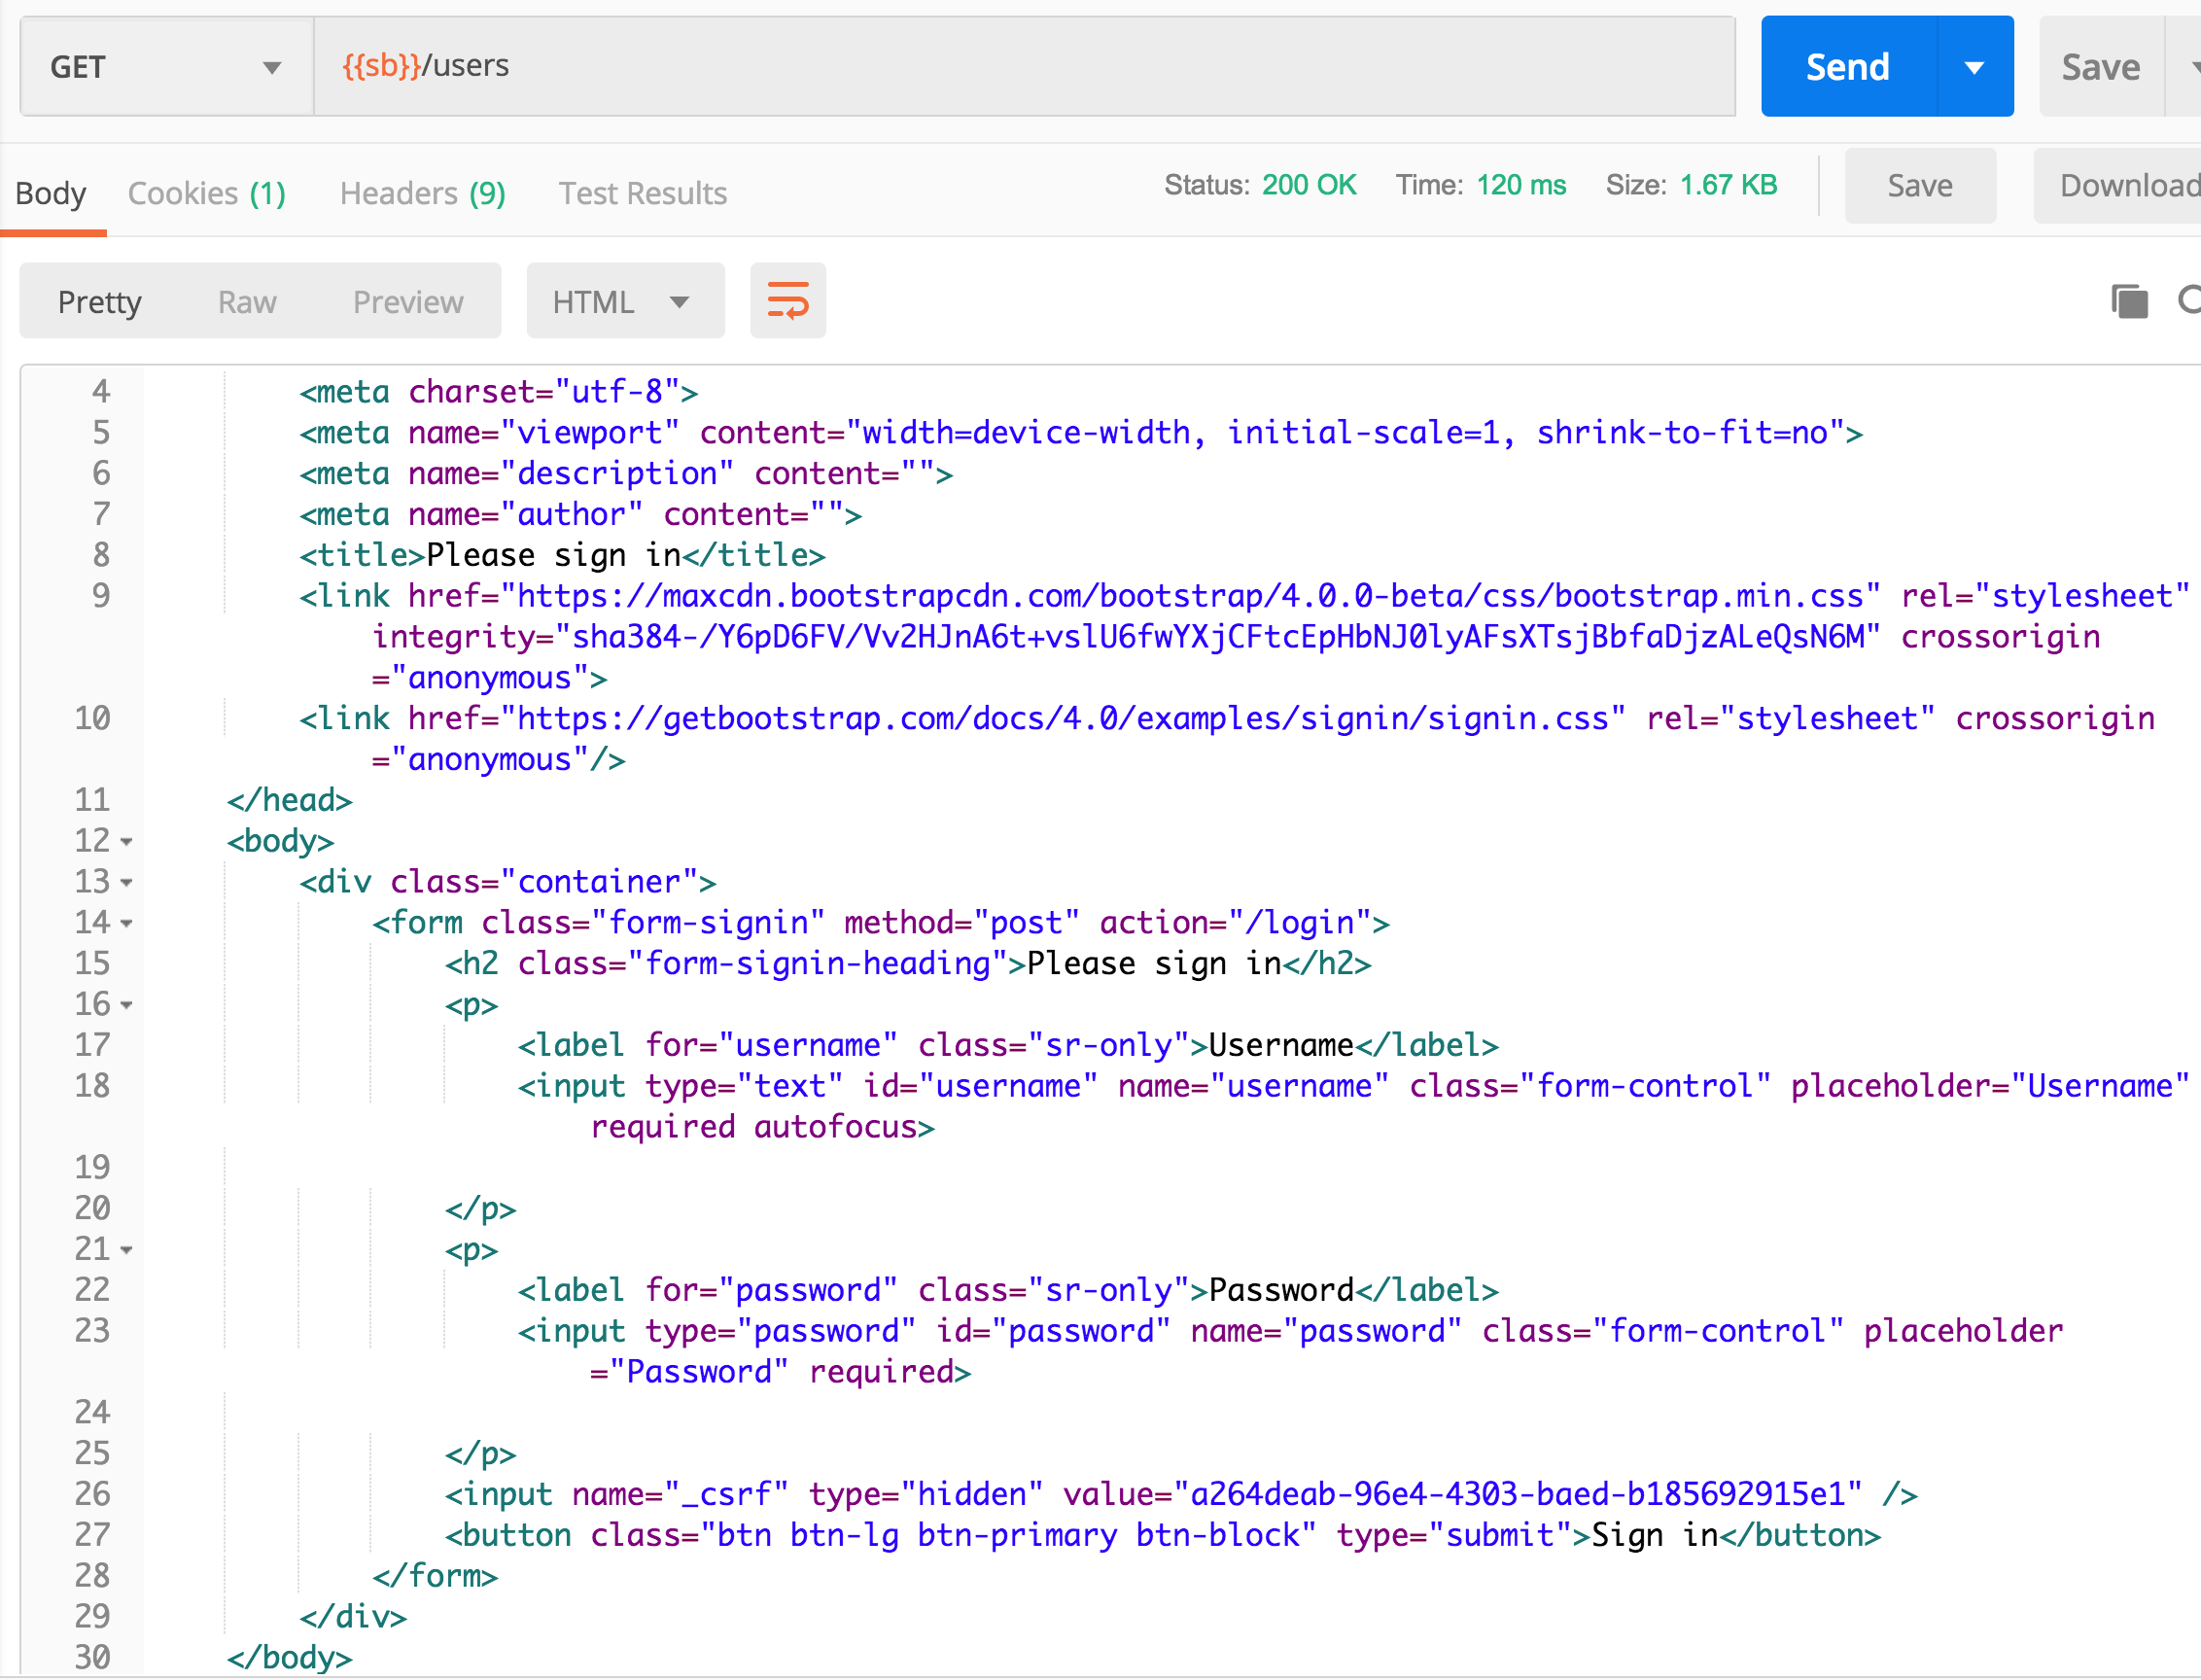 GET {{sb}}/users Send Save
Body Cookies (1) Headers (9) Test Results Status: 200 OK Time: 120 ms Size: 1.67 KB Save Download
Pretty Raw Preview HTML
4 <meta charset="utf-8">
5 <meta name="viewport" content="width=device-width, initial-scale=1, shrink-to-fit=no">
6 <meta name="description" content="">
7 <meta name="author" content="">
8 <title>Please sign in</title>
9 <link href="https://maxcdn.bootstrapcdn.com/bootstrap/4.0.0-beta/css/bootstrap.min.css" rel="stylesheet"
integrity="sha384-/Y6pD6FV/Vv2HJnA6t+vslU6fwYXjCFtcEpHbNJ0lyAFsXTsjBbfaDjzALeQsN6M" crossorigin
="anonymous">
10 <link href="https://getbootstrap.com/docs/4.0/examples/signin/signin.css" rel="stylesheet" crossorigin
="anonymous"/>
11 </head>
12 <body>
13 <div class="container">
14 <form class="form-signin" method="post" action="/login">
15 <h2 class="form-signin-heading">Please sign in</h2>
16 <p>
17 <label for="username" class="sr-only">Username</label>
18 <input type="text" id="username" name="username" class="form-control" placeholder="Username"
required autofocus>
19
20 </p>
21 <p>
22 <label for="password" class="sr-only">Password</label>
23 <input type="password" id="password" name="password" class="form-control" placeholder
="Password" required>
24
25 </p>
26 <input name="_csrf" type="hidden" value="a264deab-96e4-4303-baed-b185692915e1" />
27 <button class="btn btn-lg btn-primary btn-block" type="submit">Sign in</button>
28 </form>
29 </div>
30 </body>